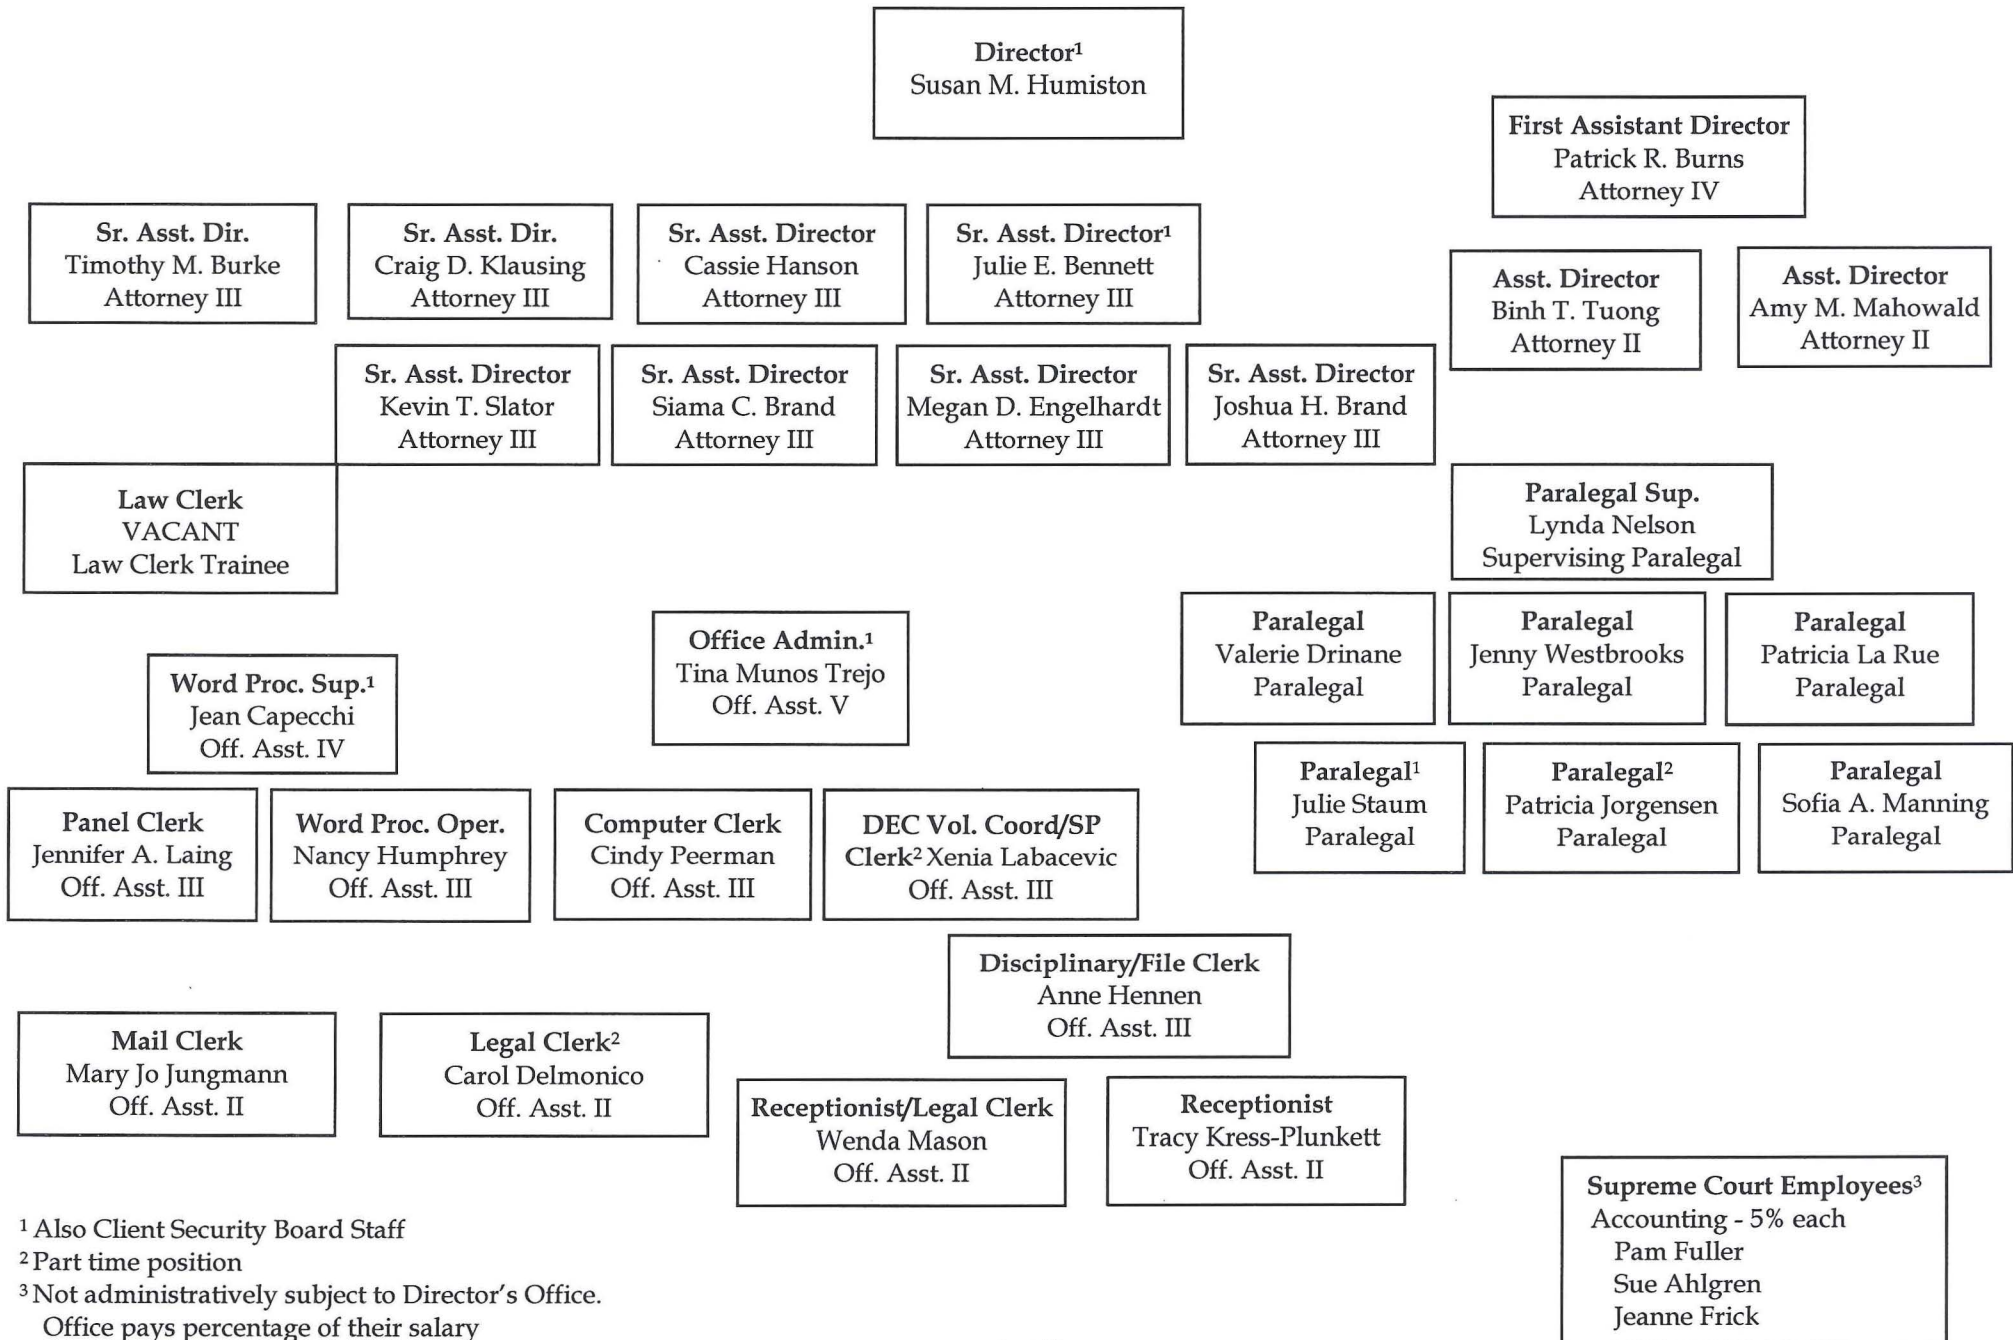 Director¹
Susan M. Humiston
First Assistant Director
Patrick R. Burns
Attorney IV
Sr. Asst. Dir.
Timothy M. Burke
Attorney III
Sr. Asst. Dir.
Craig D. Klausing
Attorney III
Sr. Asst. Director
Cassie Hanson
Attorney III
Sr. Asst. Director¹
Julie E. Bennett
Attorney III
Asst. Director
Binh T. Tuong
Attorney II
Asst. Director
Amy M. Mahowald
Attorney II
Sr. Asst. Director
Kevin T. Slator
Attorney III
Sr. Asst. Director
Siama C. Brand
Attorney III
Sr. Asst. Director
Megan D. Engelhardt
Attorney III
Sr. Asst. Director
Joshua H. Brand
Attorney III
Law Clerk
VACANT
Law Clerk Trainee
Paralegal Sup.
Lynda Nelson
Supervising Paralegal
Paralegal
Valerie Drinane
Paralegal
Paralegal
Jenny Westbrooks
Paralegal
Paralegal
Patricia La Rue
Paralegal
Office Admin.¹
Tina Munos Trejo
Off. Asst. V
Word Proc. Sup.¹
Jean Capecchi
Off. Asst. IV
Paralegal¹
Julie Staum
Paralegal
Paralegal²
Patricia Jorgensen
Paralegal
Paralegal
Sofia A. Manning
Paralegal
Panel Clerk
Jennifer A. Laing
Off. Asst. III
Word Proc. Oper.
Nancy Humphrey
Off. Asst. III
Computer Clerk
Cindy Peerman
Off. Asst. III
DEC Vol. Coord/SP
Clerk² Xenia Labacevic
Off. Asst. III
Disciplinary/File Clerk
Anne Hennen
Off. Asst. III
Mail Clerk
Mary Jo Jungmann
Off. Asst. II
Legal Clerk²
Carol Delmonico
Off. Asst. II
Receptionist/Legal Clerk
Wenda Mason
Off. Asst. II
Receptionist
Tracy Kress-Plunkett
Off. Asst. II
Supreme Court Employees³
Accounting - 5% each
Pam Fuller
Sue Ahlgren
Jeanne Frick
¹ Also Client Security Board Staff
² Part time position
³ Not administratively subject to Director's Office.
Office pays percentage of their salary